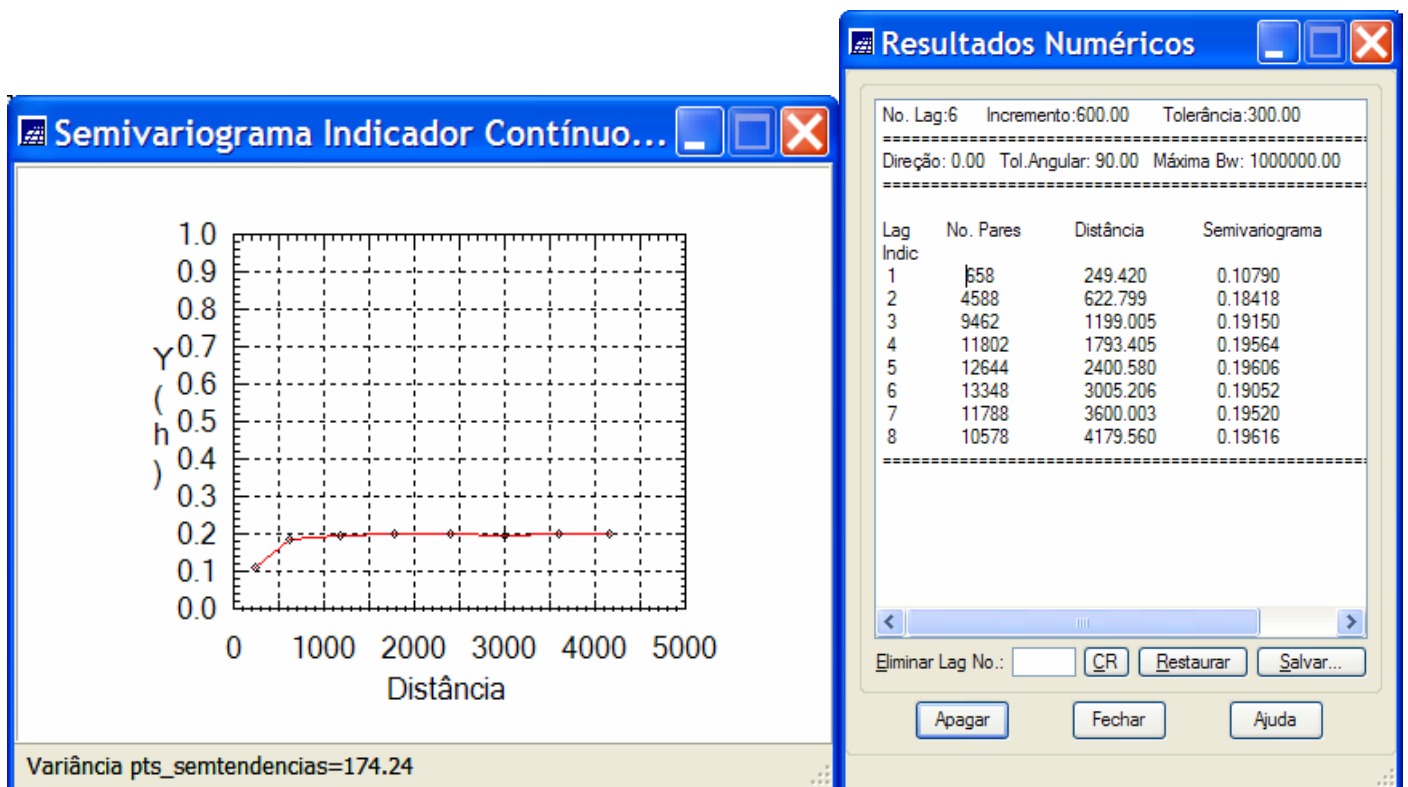 Semivariograma Indicador Contínuo...
1.0
0.9
0.8
0.7
0.6
0.5
0.4
0.3
0.2
0.1
0.0
Y(h)
0 1000 2000 3000 4000 5000
Distância
Variância pts_semtendencias=174.24
Resultados Numéricos
No. Lag:6 Incremento:600.00 Tolerância:300.00
==================================================
Direção: 0.00 Tol.Angular: 90.00 Máxima Bw: 1000000.00
==================================================
Lag No. Pares Distância Semivariograma
Indic
1 658 249.420 0.10790
2 4588 622.799 0.18418
3 9462 1199.005 0.19150
4 11802 1793.405 0.19564
5 12644 2400.580 0.19606
6 13348 3005.206 0.19052
7 11788 3600.003 0.19520
8 10578 4179.560 0.19616
==================================================
Eliminar Lag No.: CR Restaurar Salvar...
Apagar Fechar Ajuda